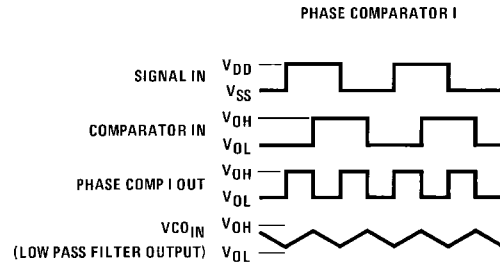 PHASE COMPARATOR I
SIGNAL IN VDD
VSS
COMPARATOR IN VOH
VOL
PHASE COMP I OUT VOH
VOL
VCOIN VOH
(LOW PASS FILTER OUTPUT) VOL